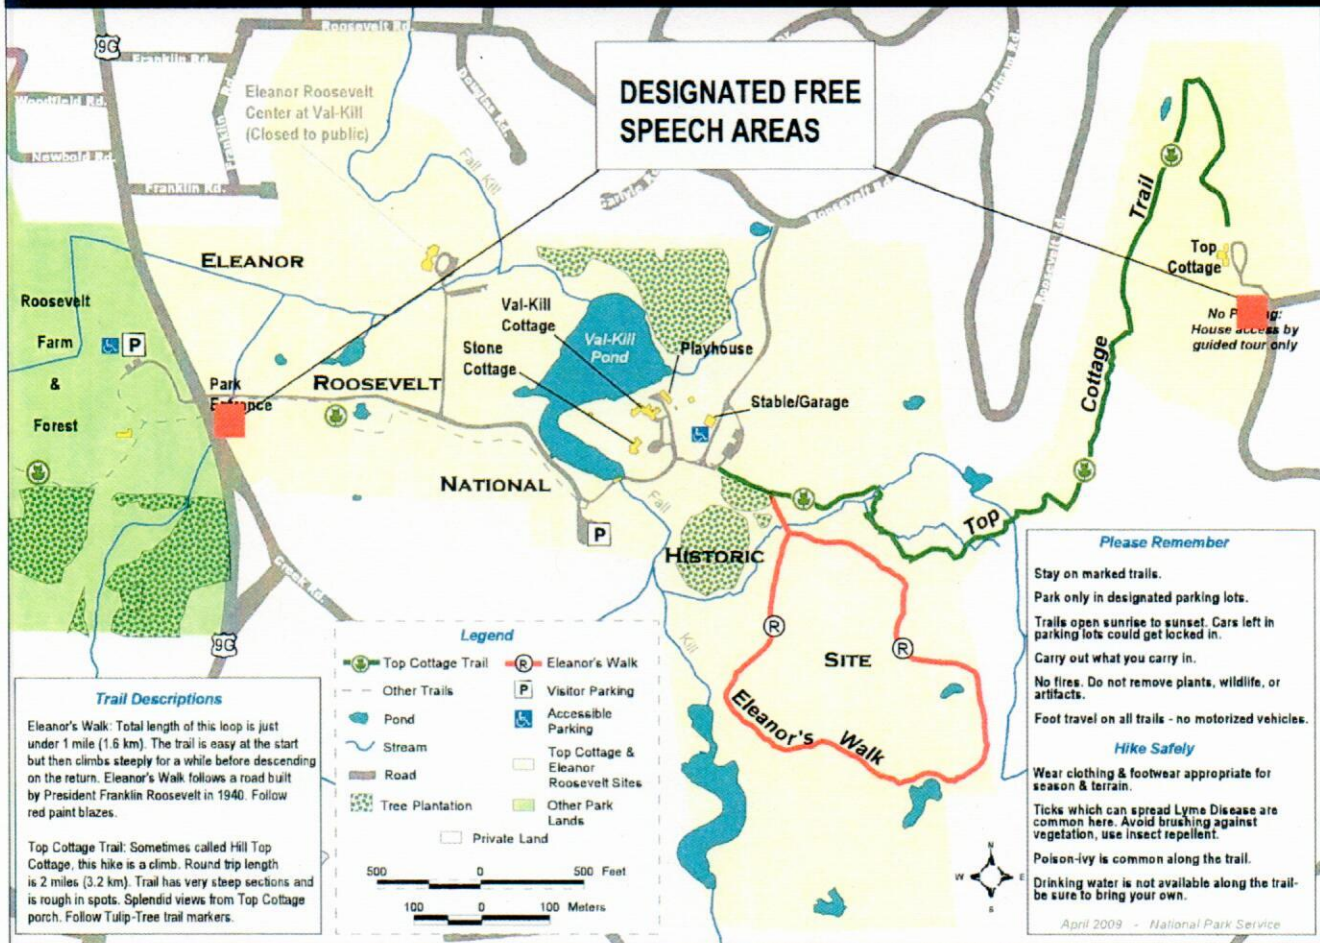 Roosevelt Rd.
9G
Franklin Rd.
Woodfield Rd.
Newbold Rd.
Franklin Rd.
Franklin Rd.
Douglas Rd.
Eleanor Roosevelt
Center at Val-Kill
(Closed to public)
Fall Kill
DESIGNATED FREE
SPEECH AREAS
Dr.
Putnam Rd.
Roosevelt Rd.
Roosevelt Rd.
Trail
Top
Cottage
House access by
guided tour only
Cottage
Top
ELEANOR
Roosevelt
Farm
&
Forest
P
Park
Entrance
ROOSEVELT
Val-Kill
Cottage
Stone
Cottage
Val-Kill
Pond
Playhouse
Stable/Garage
NATIONAL
P
Fall
HISTORIC
Kill
Creek Rd.
9G
R
R
SITE
Eleanor's Walk
Trail Descriptions
Eleanor's Walk: Total length of this loop is just
under 1 mile (1.6 km). The trail is easy at the start
but then climbs steeply for a while before descending
on the return. Eleanor's Walk follows a road built
by President Franklin Roosevelt in 1940. Follow
red paint blazes.
Top Cottage Trail: Sometimes called Hill Top
Cottage, this hike is a climb. Round trip length
is 2 miles (3.2 km). Trail has very steep sections and
is rough in spots. Splendid views from Top Cottage
porch. Follow Tulip-Tree trail markers.
Legend
Top Cottage Trail
Other Trails
Pond
Stream
Road
Tree Plantation
R Eleanor's Walk
P Visitor Parking
Accessible
Parking
Top Cottage &
Eleanor
Roosevelt Sites
Other Park
Lands
Private Land
500 0 500 Feet
100 0 100 Meters
N
W E
S
Please Remember
Stay on marked trails.
Park only in designated parking lots.
Trails open sunrise to sunset. Cars left in
parking lots could get locked in.
Carry out what you carry in.
No fires. Do not remove plants, wildlife, or
artifacts.
Foot travel on all trails - no motorized vehicles.
Hike Safely
Wear clothing & footwear appropriate for
season & terrain.
Ticks which can spread Lyme Disease are
common here. Avoid brushing against
vegetation, use insect repellent.
Poison-ivy is common along the trail.
Drinking water is not available along the trail-
be sure to bring your own.
April 2009 - National Park Service